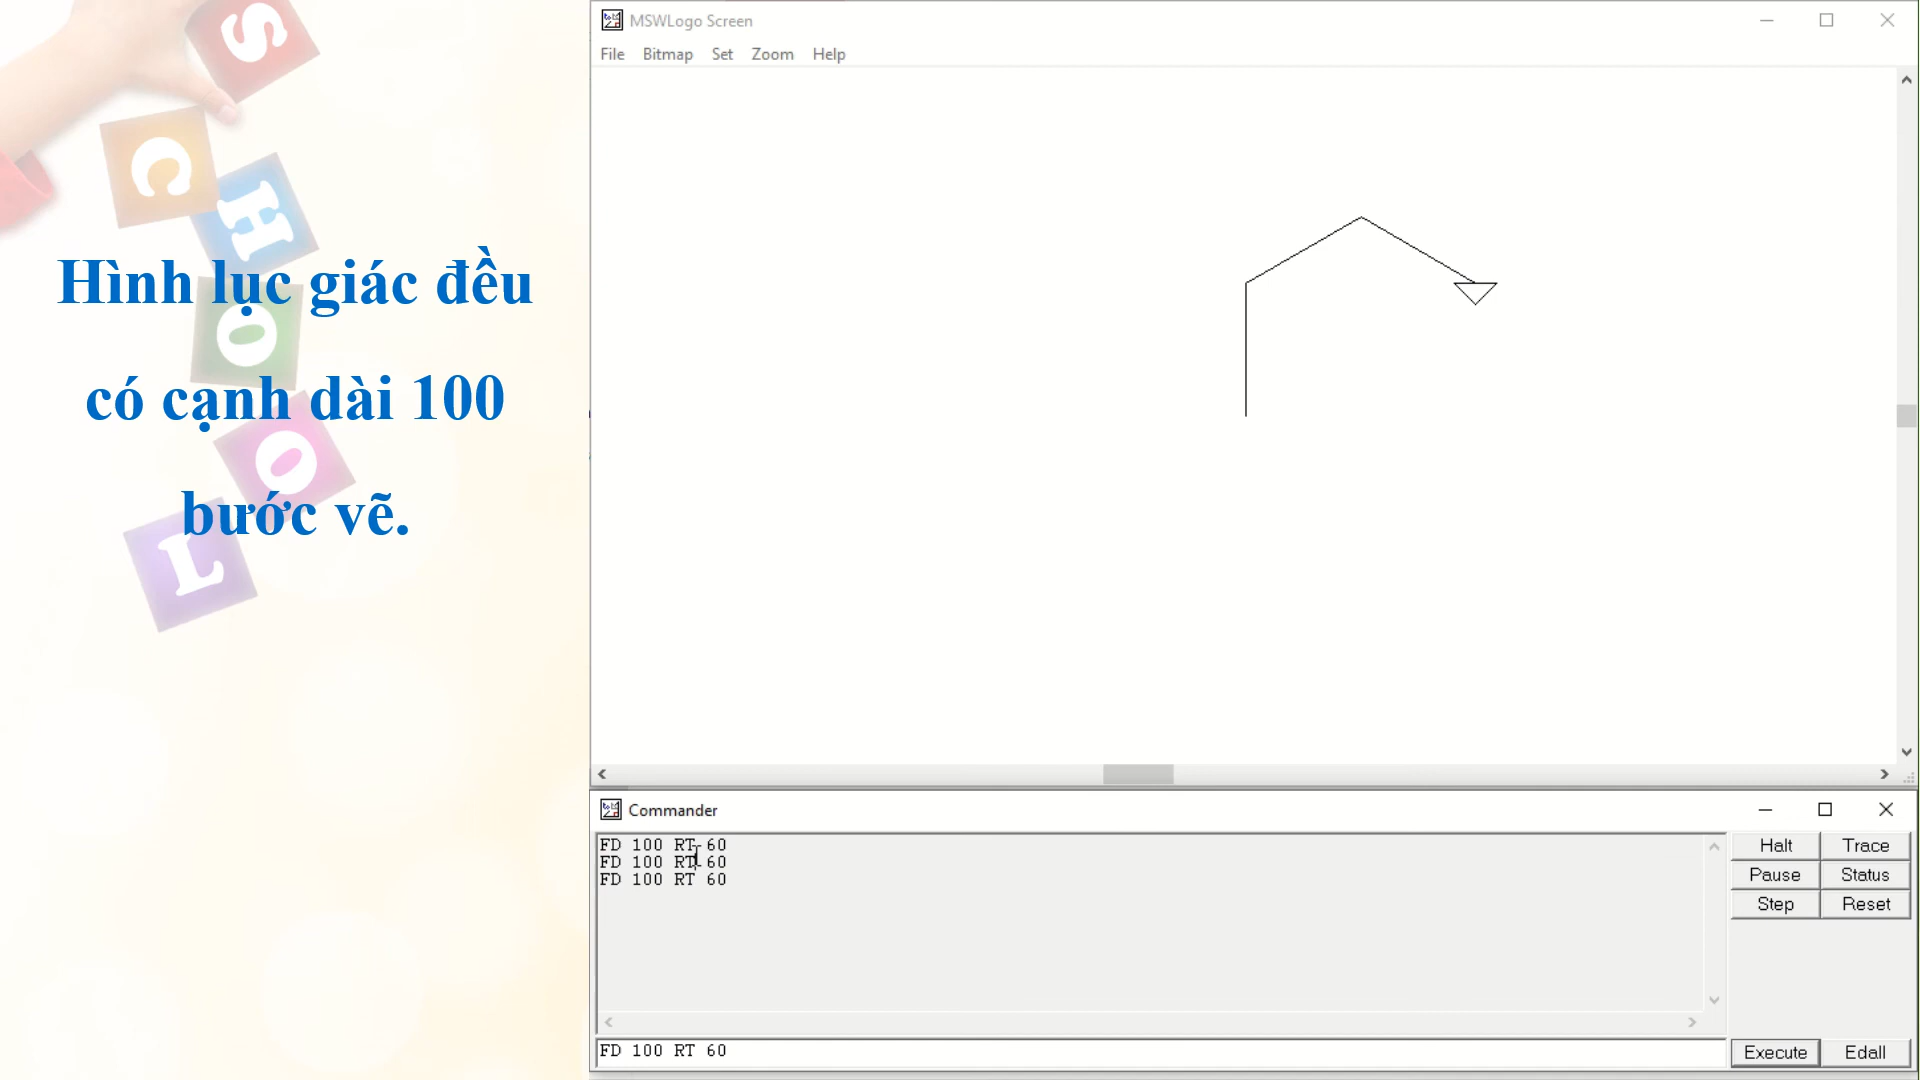 S
C
H
O
O
L
Hình lục giác đều
có cạnh dài 100
bước vẽ.
MSWLogo Screen
File Bitmap Set Zoom Help
Commander
FD 100 RT 60
FD 100 RT 60
FD 100 RT 60
Halt Trace
Pause Status
Step Reset
FD 100 RT 60
Execute Edall